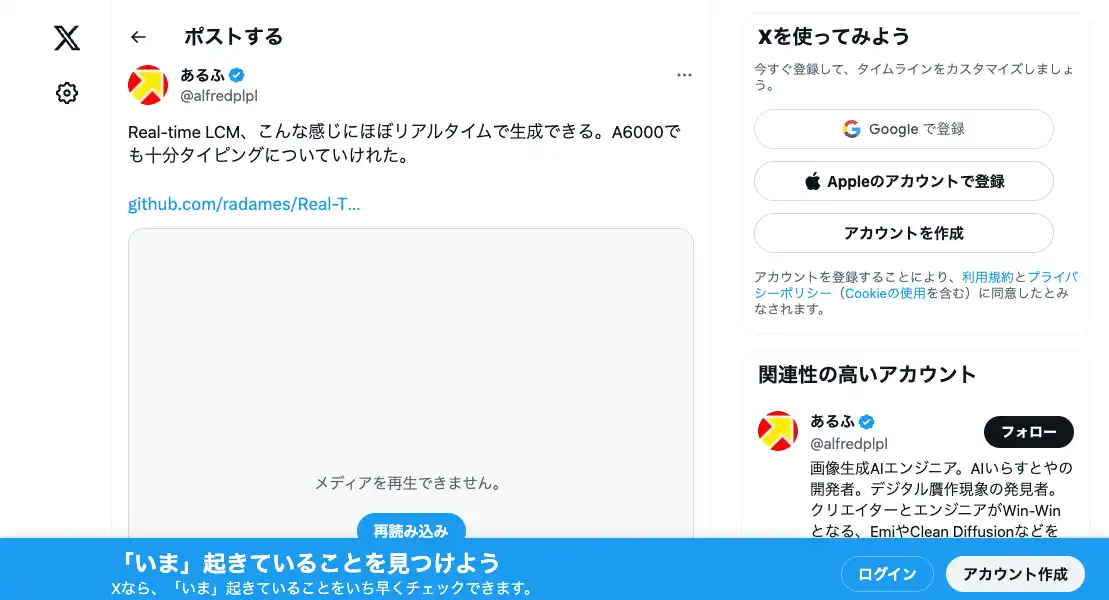 ポストする
あるふ
@alfredplpl
Real-time LCM、こんな感じにほぼリアルタイムで生成できる。A6000で
も十分タイピングについていけれた。
github.com/radames/Real-T…
メディアを再生できません。
再読み込み
Xを使ってみよう
今すぐ登録して、タイムラインをカスタマイズしましょ
う。
Google で登録
Appleのアカウントで登録
アカウントを作成
アカウントを登録することにより、利用規約とプライバ
シーポリシー（Cookieの使用を含む）に同意したとみ
なされます。
関連性の高いアカウント
あるふ
@alfredplpl
フォロー
画像生成AIエンジニア。AIいらすとやの
開発者。デジタル贋作現象の発見者。
クリエイターとエンジニアがWin-Win
となる、EmiやClean Diffusionなどを
「いま」起きていることを見つけよう
Xなら、「いま」起きていることをいち早くチェックできます。
ログイン
アカウント作成